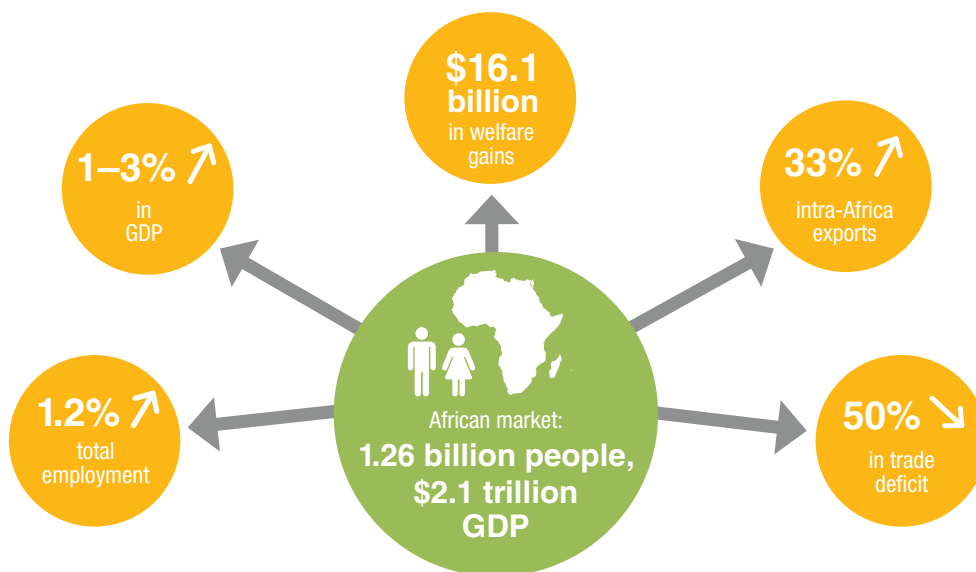 $16.1
billion
in welfare
gains
1–3%
in
GDP
33%
intra-Africa
exports
1.2%
total
employment
African market:
1.26 billion people,
$2.1 trillion
GDP
50%
in trade
deficit